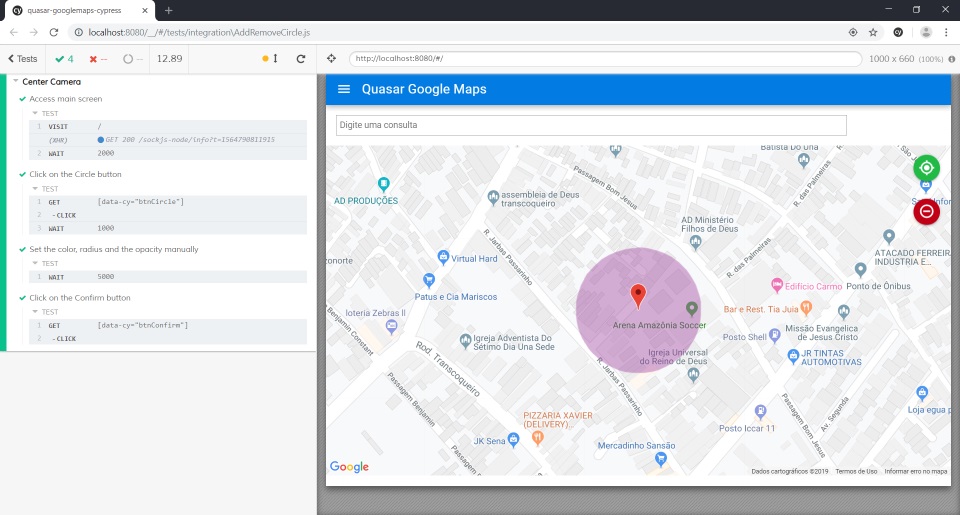 quasar-googlemaps-cypress
localhost:8080/__/#/tests/integration\AddRemoveCircle.js
Tests
4
--
--
12.89
http://localhost:8080/#/
1000 x 660 (100%)
Center Camera
Access main screen
TEST
1 VISIT /
(XHR) GET 200 /sockjs-node/info?t=1564790811915
2 WAIT 2000
Click on the Circle button
TEST
1 GET [data-cy="btnCircle"]
2 - CLICK
3 WAIT 1000
Set the color, radius and the opacity manually
TEST
1 WAIT 5000
Click on the Confirm button
TEST
1 GET [data-cy="btnConfirm"]
2 - CLICK
Quasar Google Maps
Digite uma consulta
Batista Do Una
R. das Palmeiras
Passagem Bom Jesus
AD PRODUÇÕES
assembleia de Deus
transcoqueiro
AD Ministério
Filhos de Deus
R. Jarbas Passarinho
R. das Palmeiras
ATACADO FERREIR
INDUSTRIA E...
zonorte
Virtual Hard
Patus e Cia Mariscos
Edifício Carmo
Ponto de Ônibus
loteria Zebras II
Bar e Rest. Tia Juia
Arena Amazônia Soccer
Missão Evangelica
de Jesus Cristo
Posto Shell
Benjamin Constant
Igreja Adventista Do
Sétimo Dia Una Sede
Igreja Universal
do Reino de Deus
JR TINTAS
AUTOMOTIVAS
Rod. Transcoqueiro
R. Jarbas Passarinho
Passagem Benjamin
Passagem Bom Jesus
Av. Segunda
Loja egua p
PIZZARIA XAVIER
(DELIVERY)...
Posto Iccar 11
JK Sena
Mercadinho Sansão
Google
Dados cartográficos ©2019
Termos de Uso
Informar erro no mapa